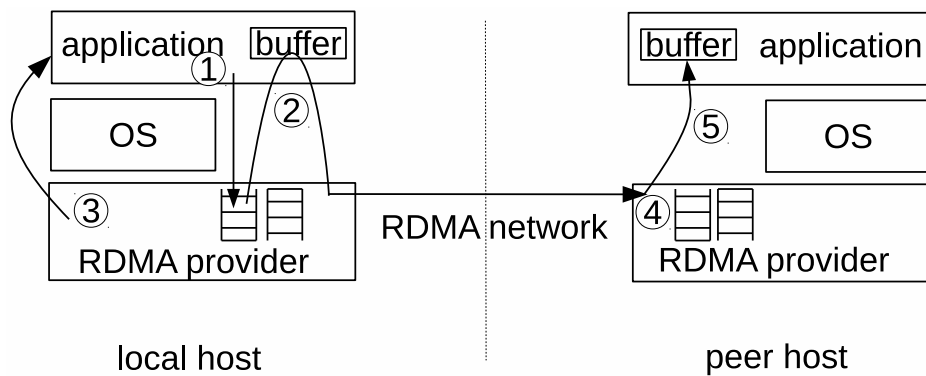 application
buffer
①
②
OS
③
RDMA provider
local host
RDMA network
buffer
application
⑤
OS
④
RDMA provider
peer host